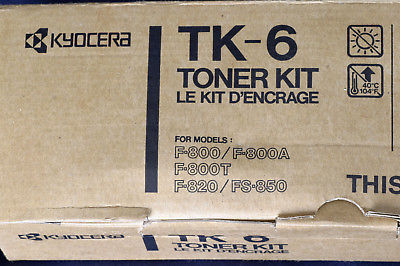 KYOCERA
TK-6
TONER KIT
LE KIT D'ENCRAGE
40°C
104°F
FOR MODELS :
F-800/F-800A
F-800T
F-820/FS-850
THIS
KYOCERA
TK-6
TONER KIT